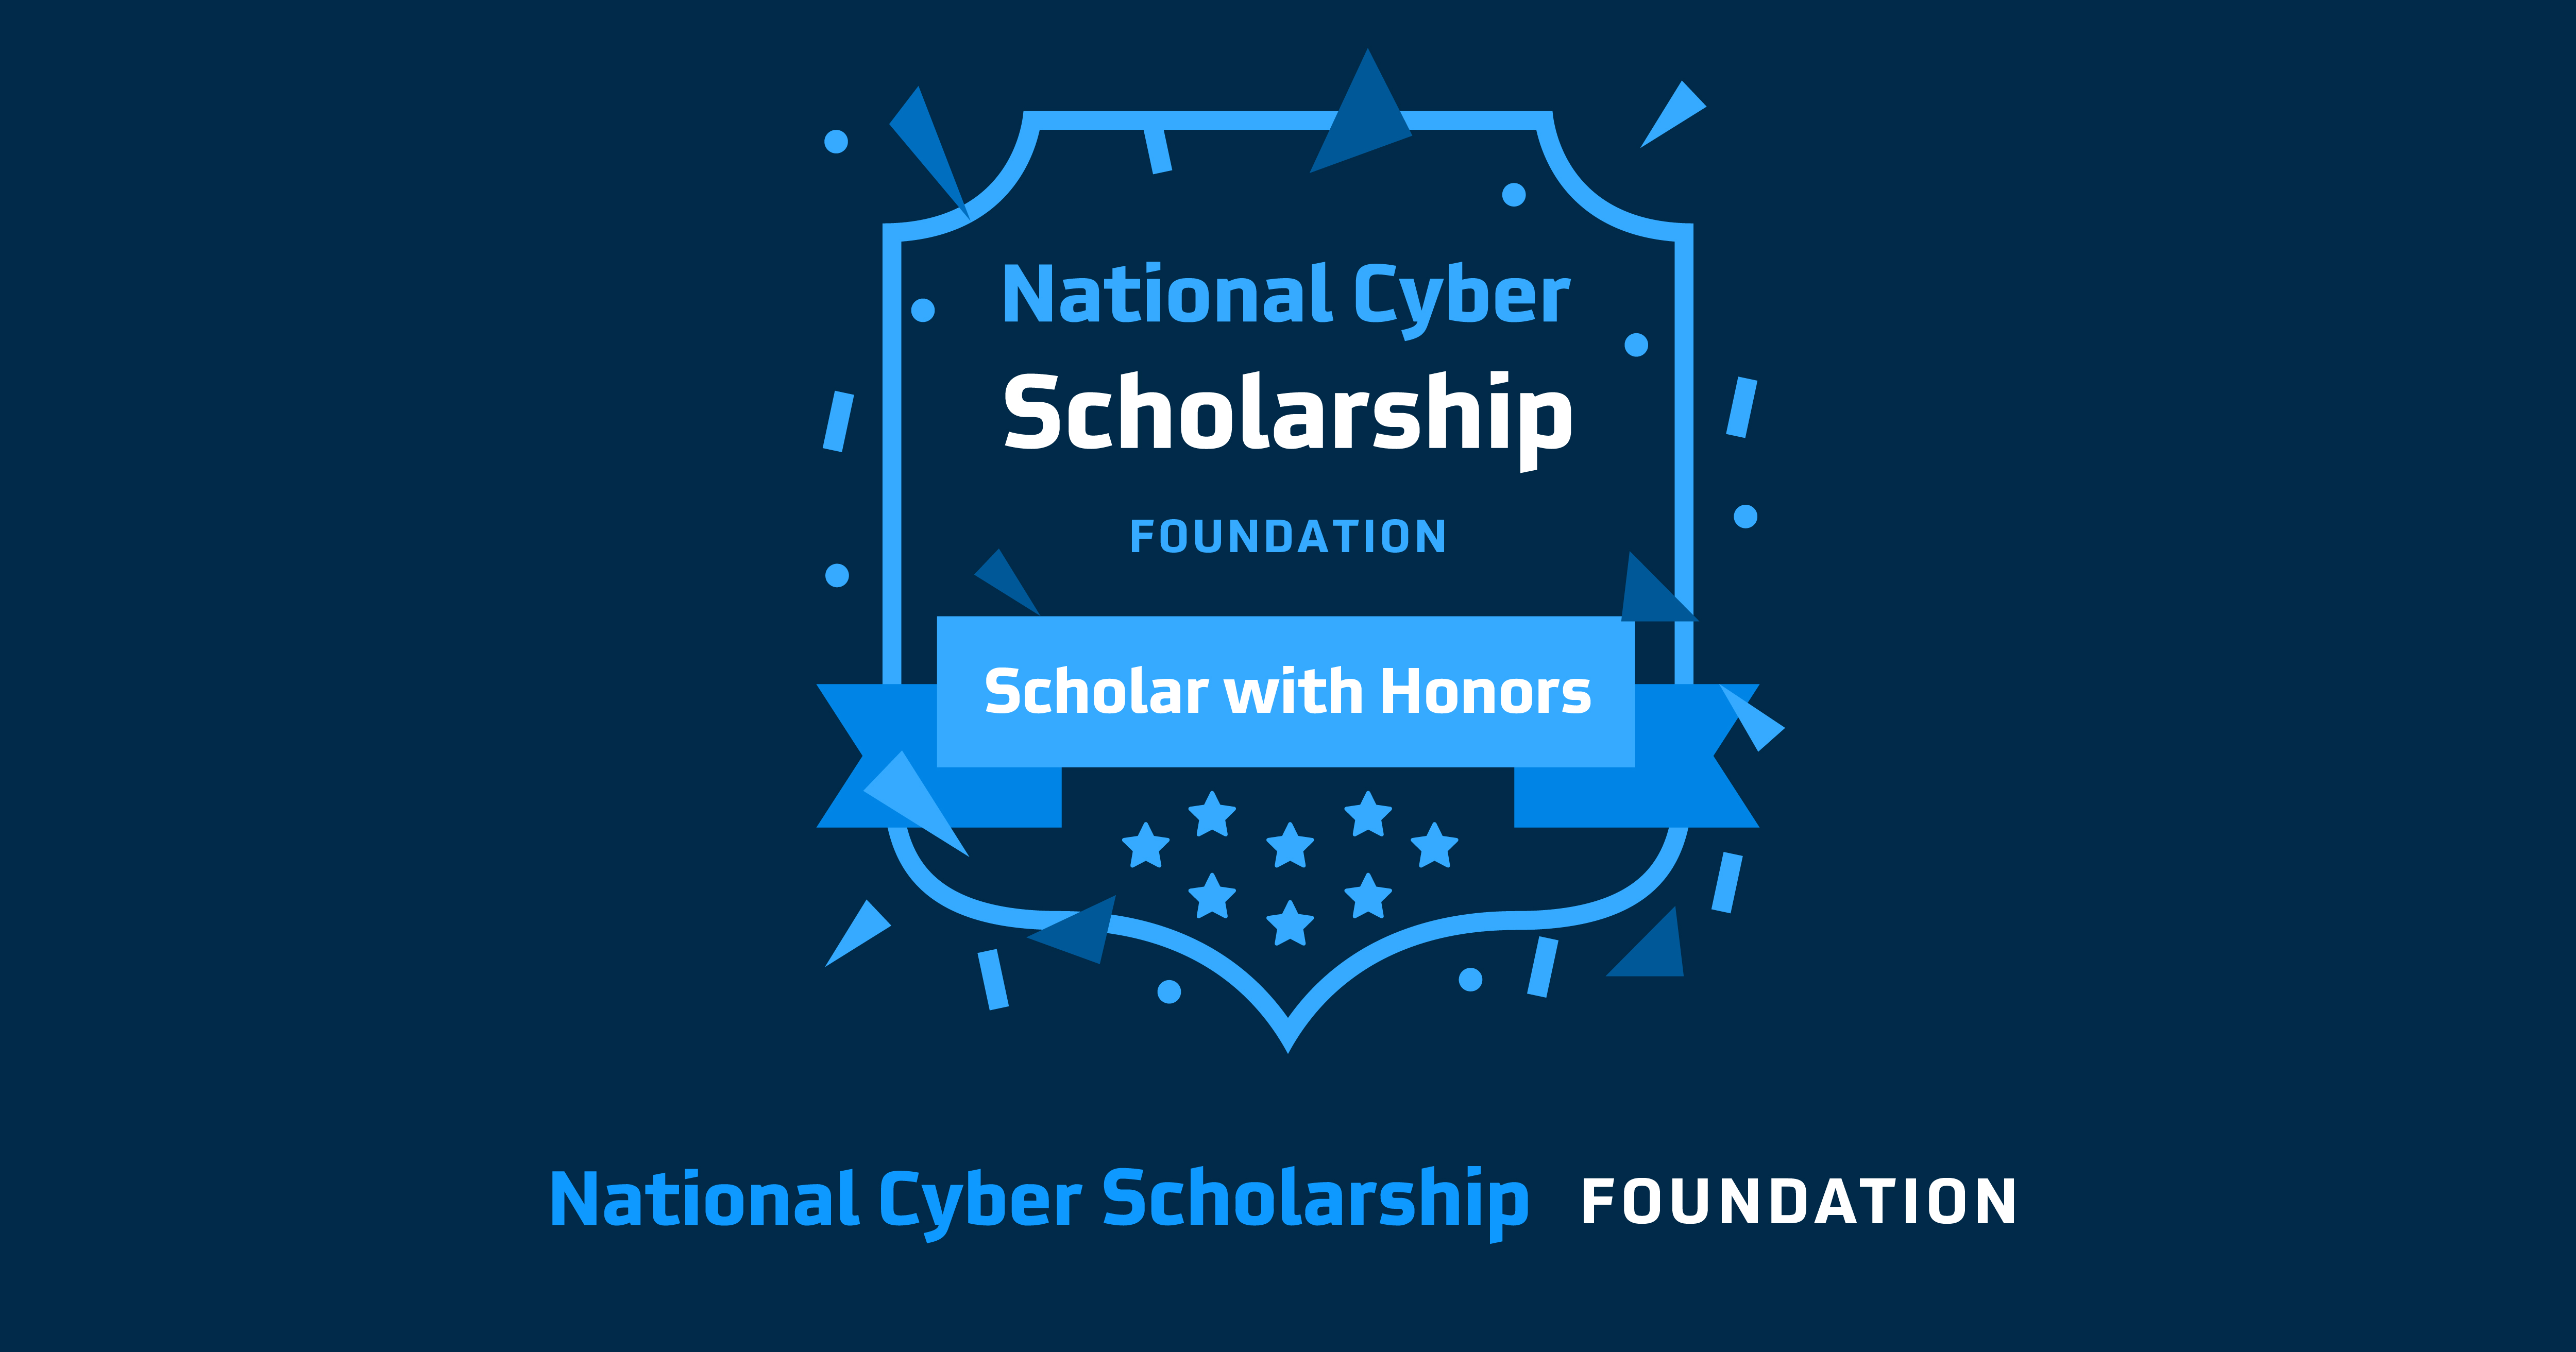 National Cyber
Scholarship
FOUNDATION
Scholar with Honors
National Cyber Scholarship FOUNDATION